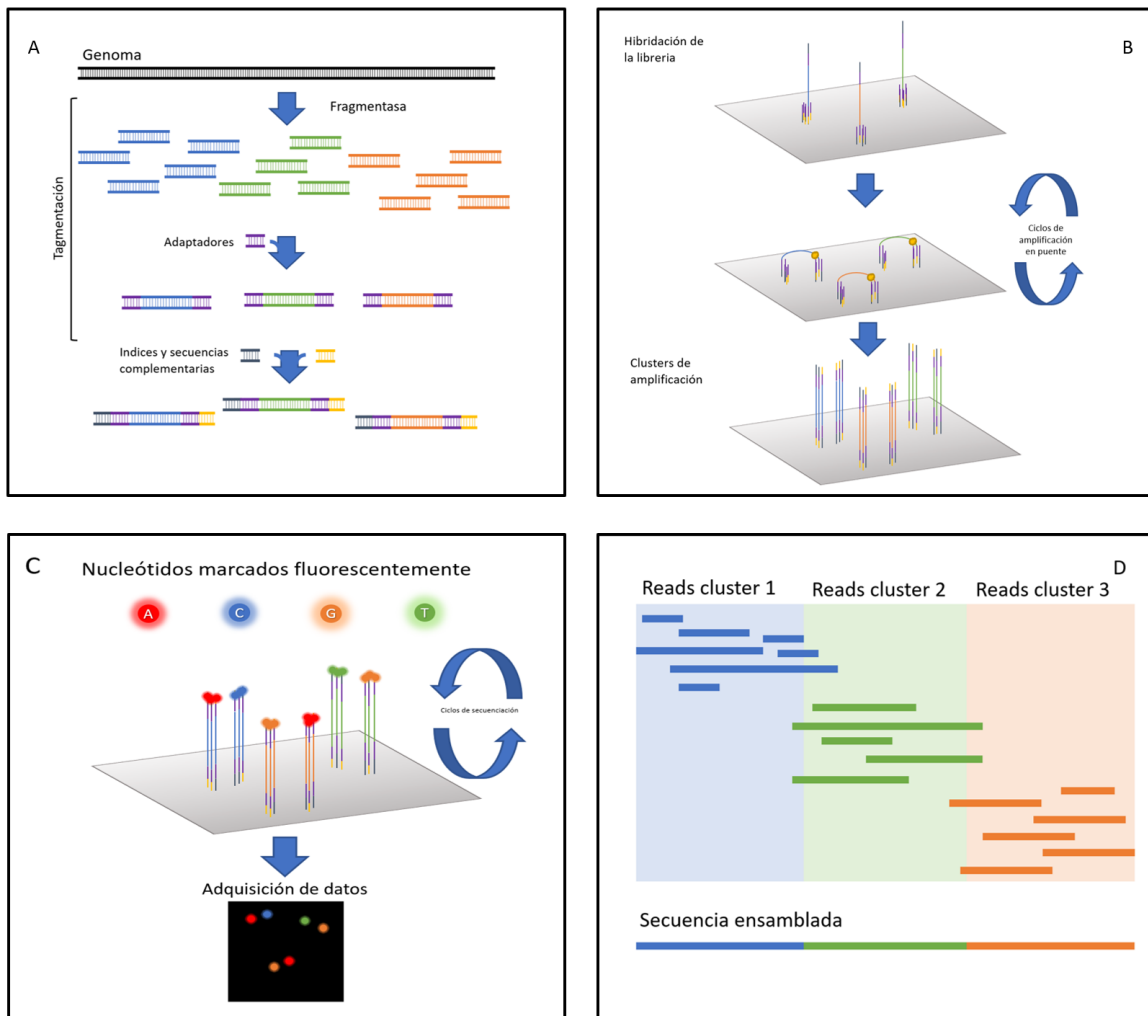 A
Genoma
Fragmentasa
Tagmentación
Adaptadores
Indices y secuencias
complementarias
B
Hibridación de
la libreria
Ciclos de
amplificación
en puente
Clusters de
amplificación
C
Nucleótidos marcados fluorescentemente
A C G T
Ciclos de secuenciación
Adquisición de datos
D
Reads cluster 1 Reads cluster 2 Reads cluster 3
Secuencia ensamblada